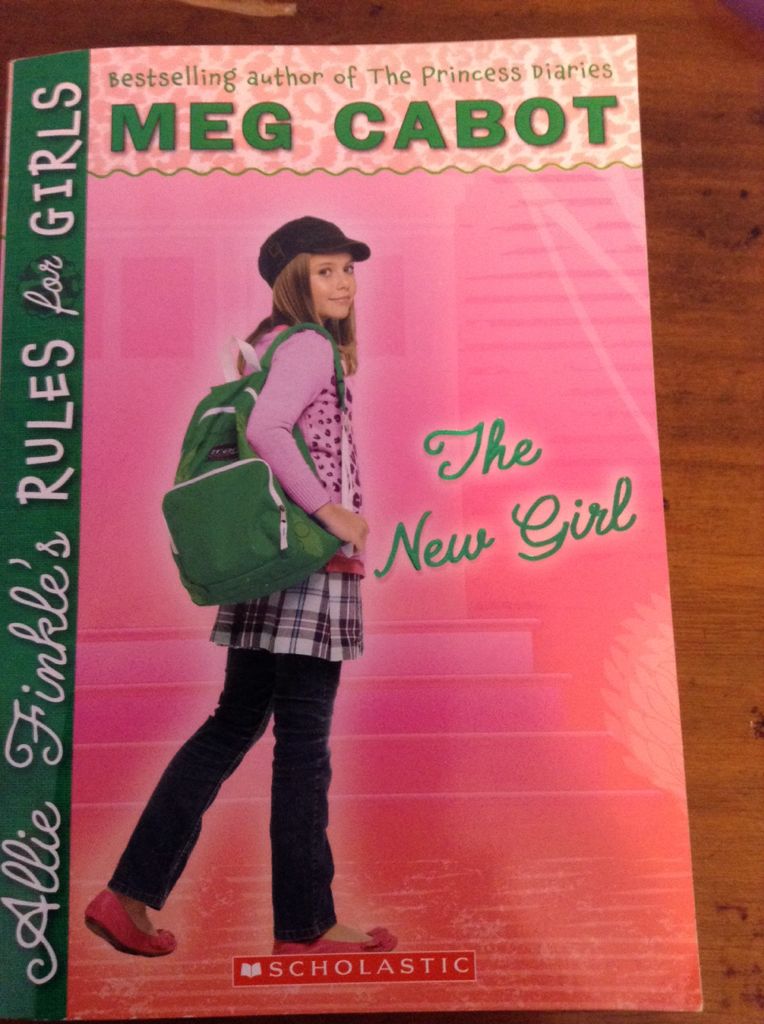 Bestselling author of The Princess Diaries
MEG CABOT
Allie Finkle's RULES for GIRLS
The
New Girl
SCHOLASTIC